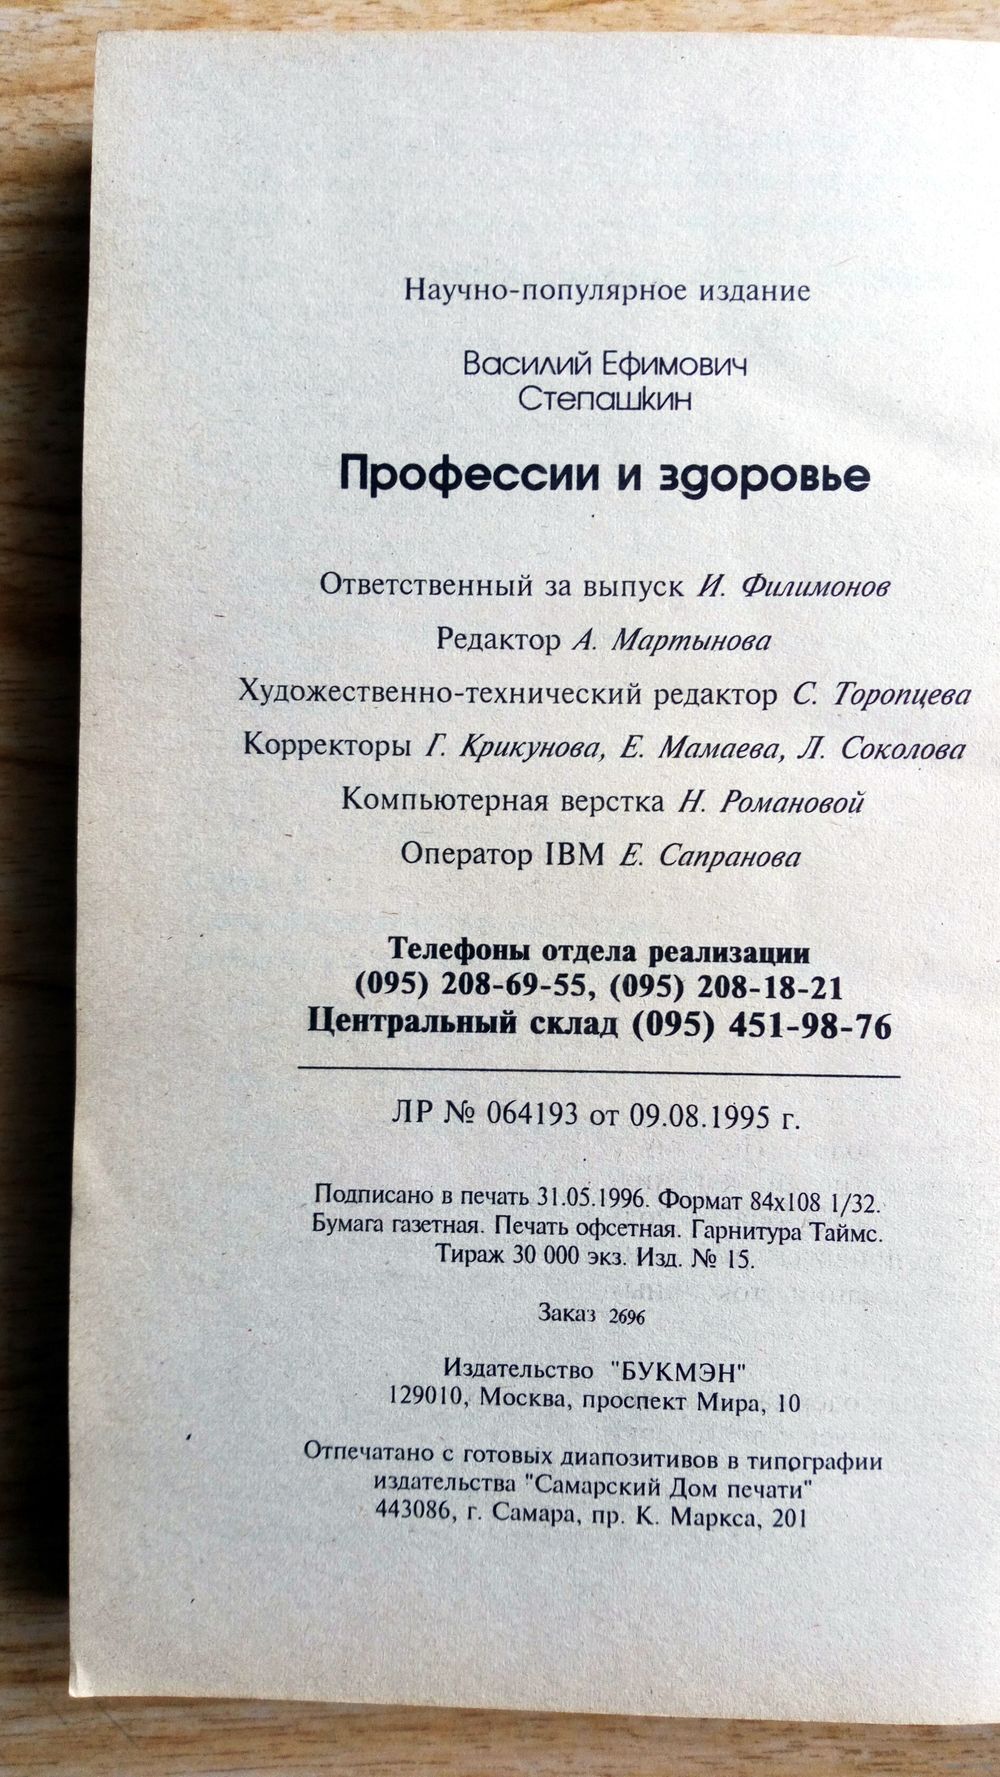 Научно-популярное издание
Василий Ефимович
Степашкин
Профессии и здоровье
Ответственный за выпуск И. Филимонов
Редактор А. Мартынова
Художественно-технический редактор С. Торопцева
Корректоры Г. Крикунова, Е. Мамаева, Л. Соколова
Компьютерная верстка Н. Романовой
Оператор IBM Е. Сапранова
Телефоны отдела реализации
(095) 208-69-55, (095) 208-18-21
Центральный склад (095) 451-98-76
ЛР № 064193 от 09.08.1995 г.
Подписано в печать 31.05.1996. Формат 84x108 1/32.
Бумага газетная. Печать офсетная. Гарнитура Таймс.
Тираж 30 000 экз. Изд. № 15.
Заказ 2696
Издательство "БУКМЭН"
129010, Москва, проспект Мира, 10
Отпечатано с готовых диапозитивов в типографии
издательства "Самарский Дом печати"
443086, г. Самара, пр. К. Маркса, 201